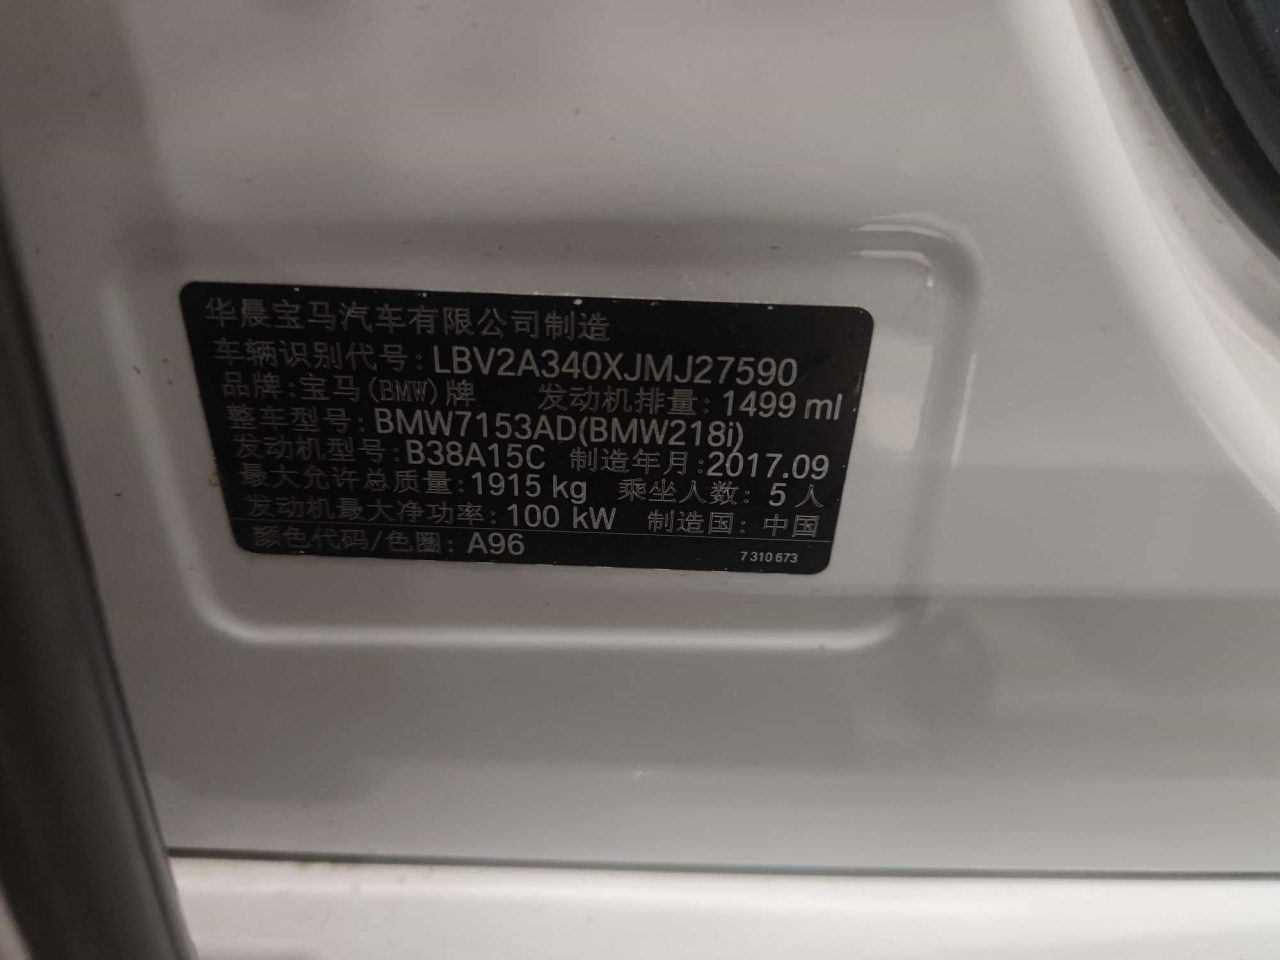 华晨宝马汽车有限公司制造
车辆识别代号: LBV2A340XJMJ27590
品牌: 宝马(BMW)牌 发动机排量: 1499 ml
整车型号: BMW7153AD(BMW218i)
发动机型号: B38A15C 制造年月: 2017.09
最大允许总质量: 1915 kg 乘坐人数: 5 人
发动机最大净功率: 100 kW 制造国: 中国
颜色代码/色圈: A96 7 310 673